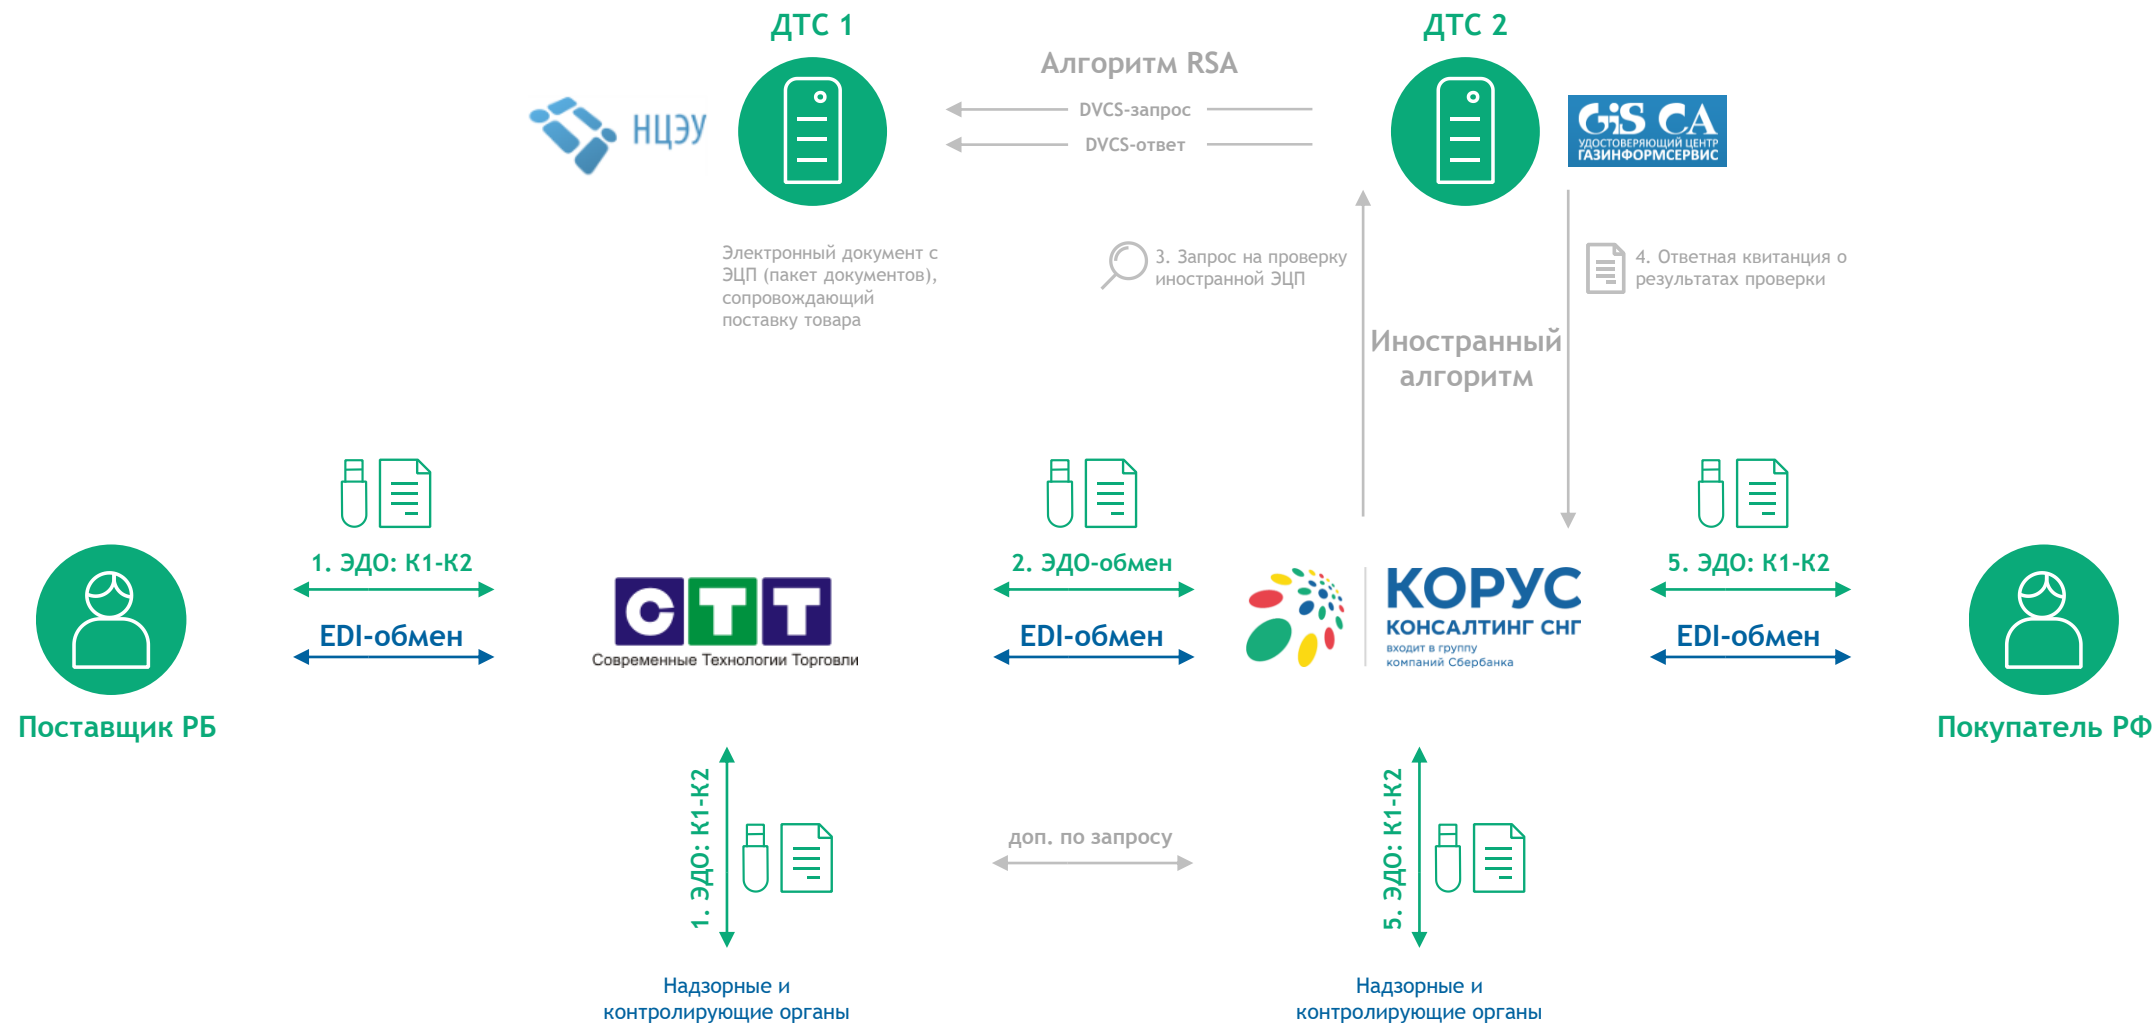 ДТС 1
ДТС 2
Алгоритм RSA
DVCS-запрос
DVCS-ответ
НЦЭУ
GiS CA
УДОСТОВЕРЯЮЩИЙ ЦЕНТР
ГАЗИНФОРМСЕРВИС
Электронный документ с
ЭЦП (пакет документов),
сопровождающий
поставку товара
3. Запрос на проверку
иностранной ЭЦП
4. Ответная квитанция о
результатах проверки
Иностранный
алгоритм
1. ЭДО: К1-К2
EDI-обмен
2. ЭДО-обмен
EDI-обмен
5. ЭДО: К1-К2
EDI-обмен
СТТ
Современные Технологии Торговли
КОРУС
КОНСАЛТИНГ СНГ
входит в группу
компаний Сбербанка
Поставщик РБ
Покупатель РФ
1. ЭДО: К1-К2
доп. по запросу
5. ЭДО: К1-К2
Надзорные и
контролирующие органы
Надзорные и
контролирующие органы